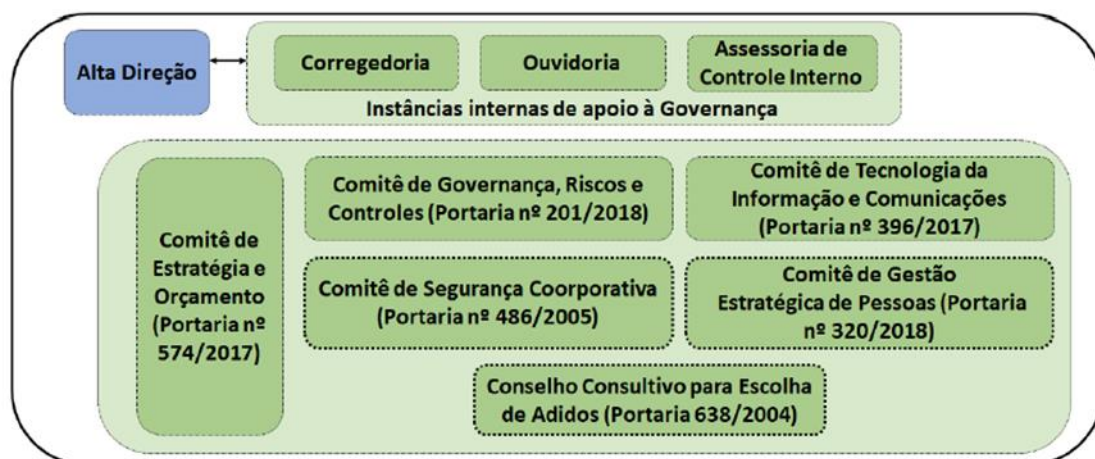 Alta Direção
Corregedoria
Ouvidoria
Assessoria de
Controle Interno
Instâncias internas de apoio à Governança
Comitê de
Estratégia e
Orçamento
(Portaria nº
574/2017)
Comitê de Governança, Riscos e
Controles (Portaria nº 201/2018)
Comitê de Tecnologia da
Informação e Comunicações
(Portaria nº 396/2017)
Comitê de Segurança Coorporativa
(Portaria nº 486/2005)
Comitê de Gestão
Estratégica de Pessoas (Portaria
nº 320/2018)
Conselho Consultivo para Escolha
de Adidos (Portaria 638/2004)